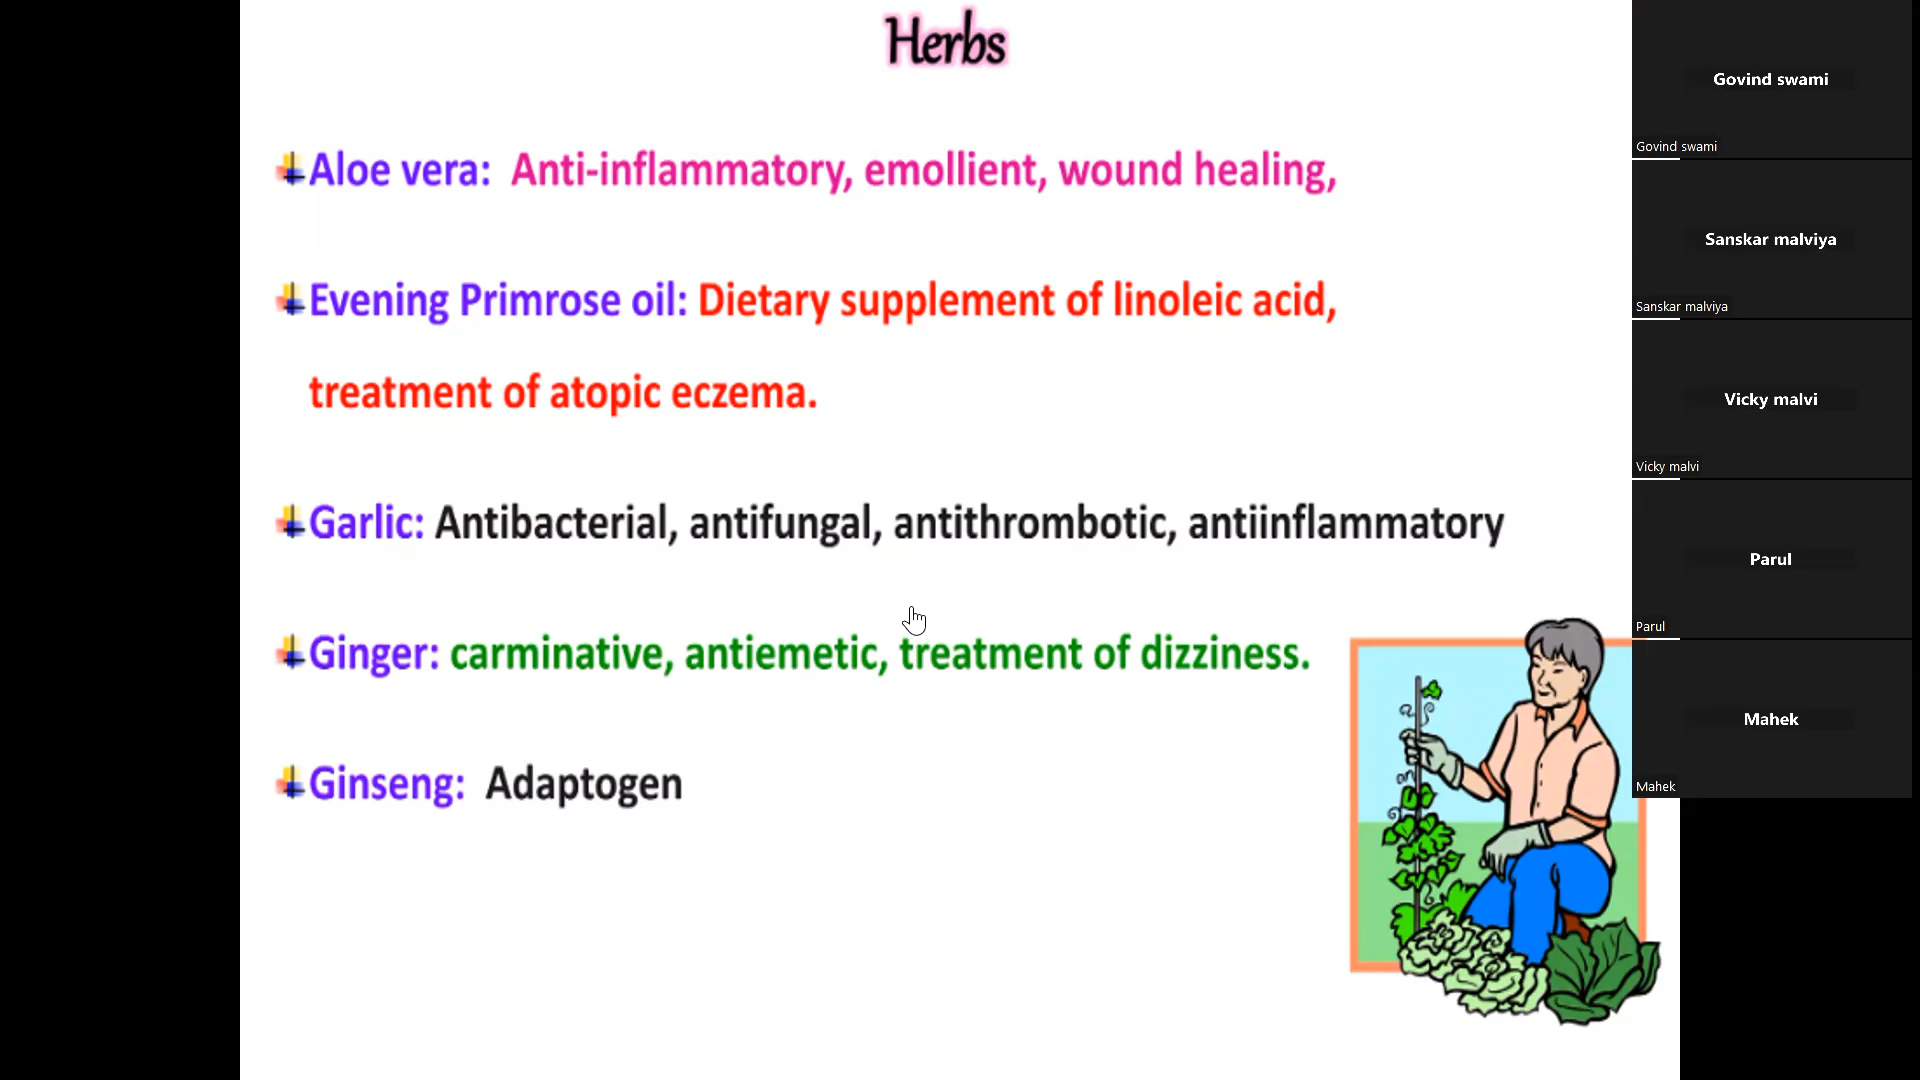 Herbs
Aloe vera: Anti-inflammatory, emollient, wound healing,
Evening Primrose oil: Dietary supplement of linoleic acid,
treatment of atopic eczema.
Garlic: Antibacterial, antifungal, antithrombotic, antiinflammatory
Ginger: carminative, antiemetic, treatment of dizziness.
Ginseng: Adaptogen
Govind swami
Govind swami
Sanskar malviya
Sanskar malviya
Vicky malvi
Vicky malvi
Parul
Parul
Mahek
Mahek